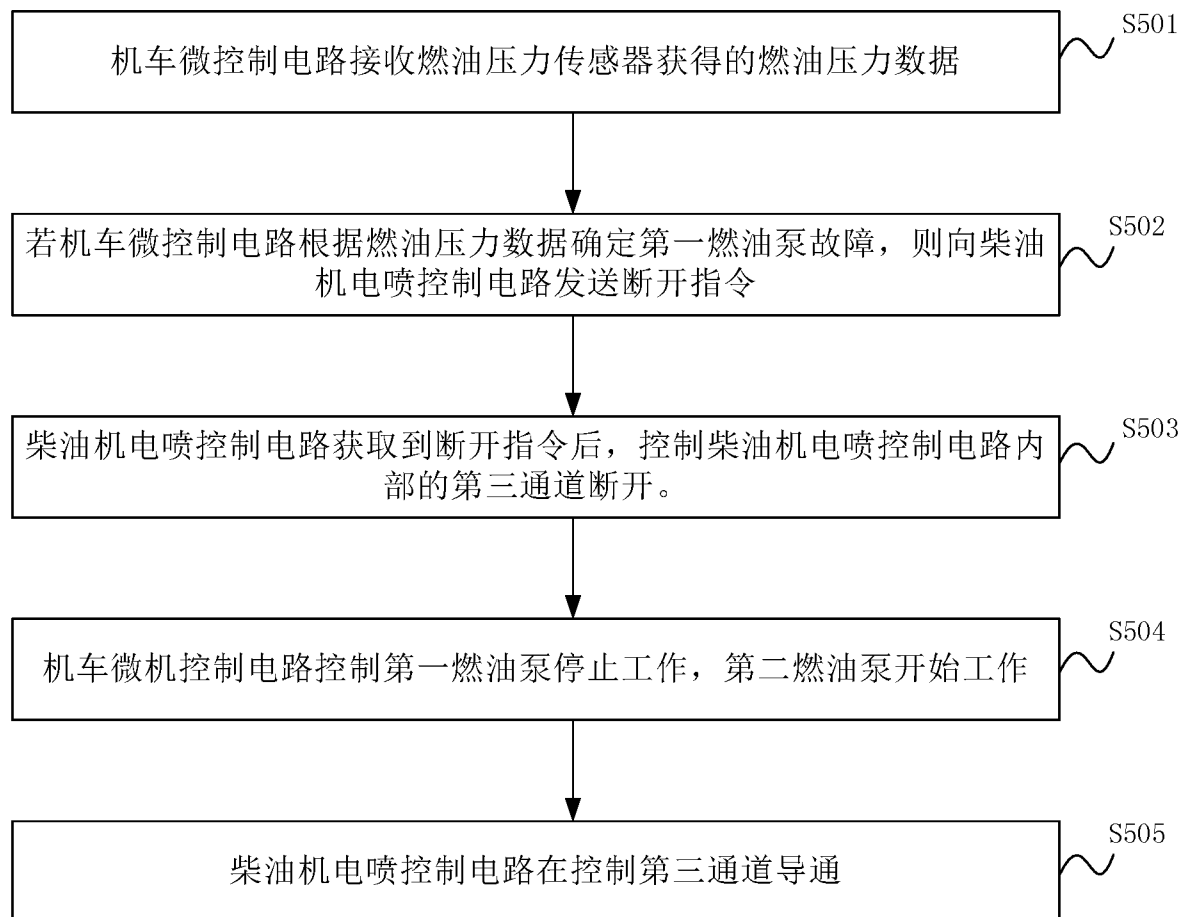 机车微控制电路接收燃油压力传感器获得的燃油压力数据
S501
若机车微控制电路根据燃油压力数据确定第一燃油泵故障，则向柴油
机电喷控制电路发送断开指令
S502
柴油机电喷控制电路获取到断开指令后，控制柴油机电喷控制电路内
部的第三通道断开。
S503
机车微机控制电路控制第一燃油泵停止工作，第二燃油泵开始工作
S504
柴油机电喷控制电路在控制第三通道导通
S505